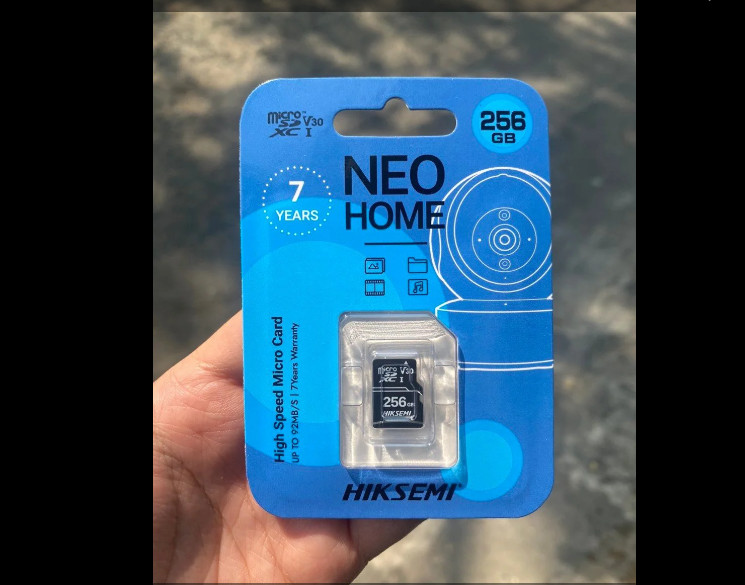 micro SD XC V30 I
256 GB
NEO
HOME
7
YEARS
High Speed Micro Card
UP TO 92MB/S | 7Years Warranty
micro SD XC V30 I
256 GB
HIKSEMI
HIKSEMI